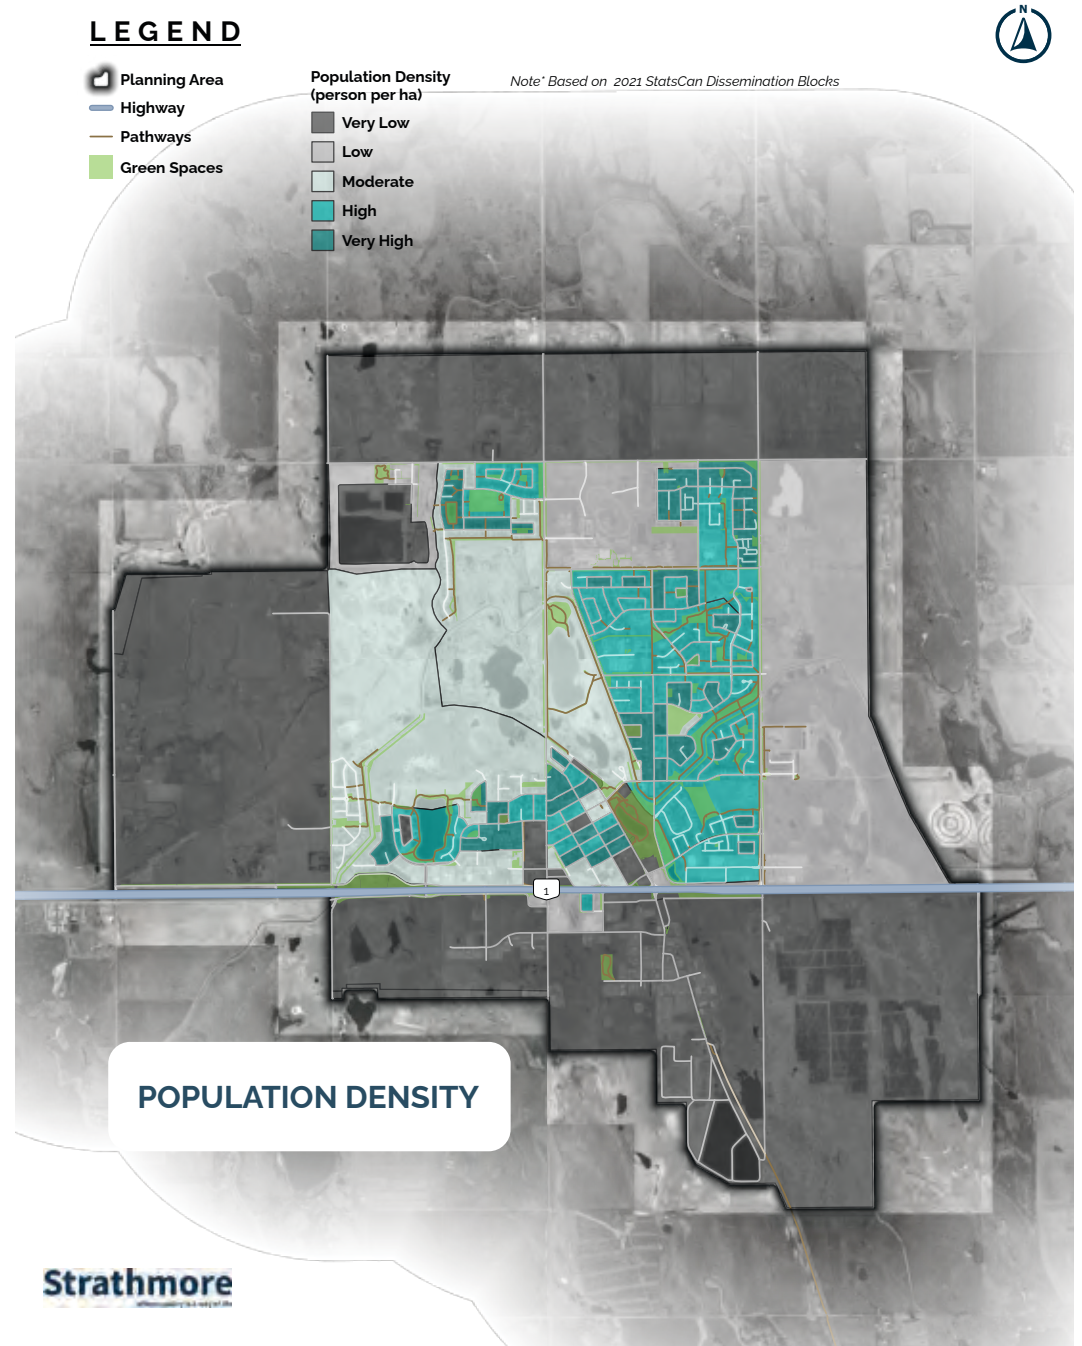 LEGEND
N
Planning Area
Highway
Pathways
Green Spaces
Population Density
(person per ha)
Very Low
Low
Moderate
High
Very High
Note* Based on 2021 StatsCan Dissemination Blocks
1
POPULATION DENSITY
Strathmore